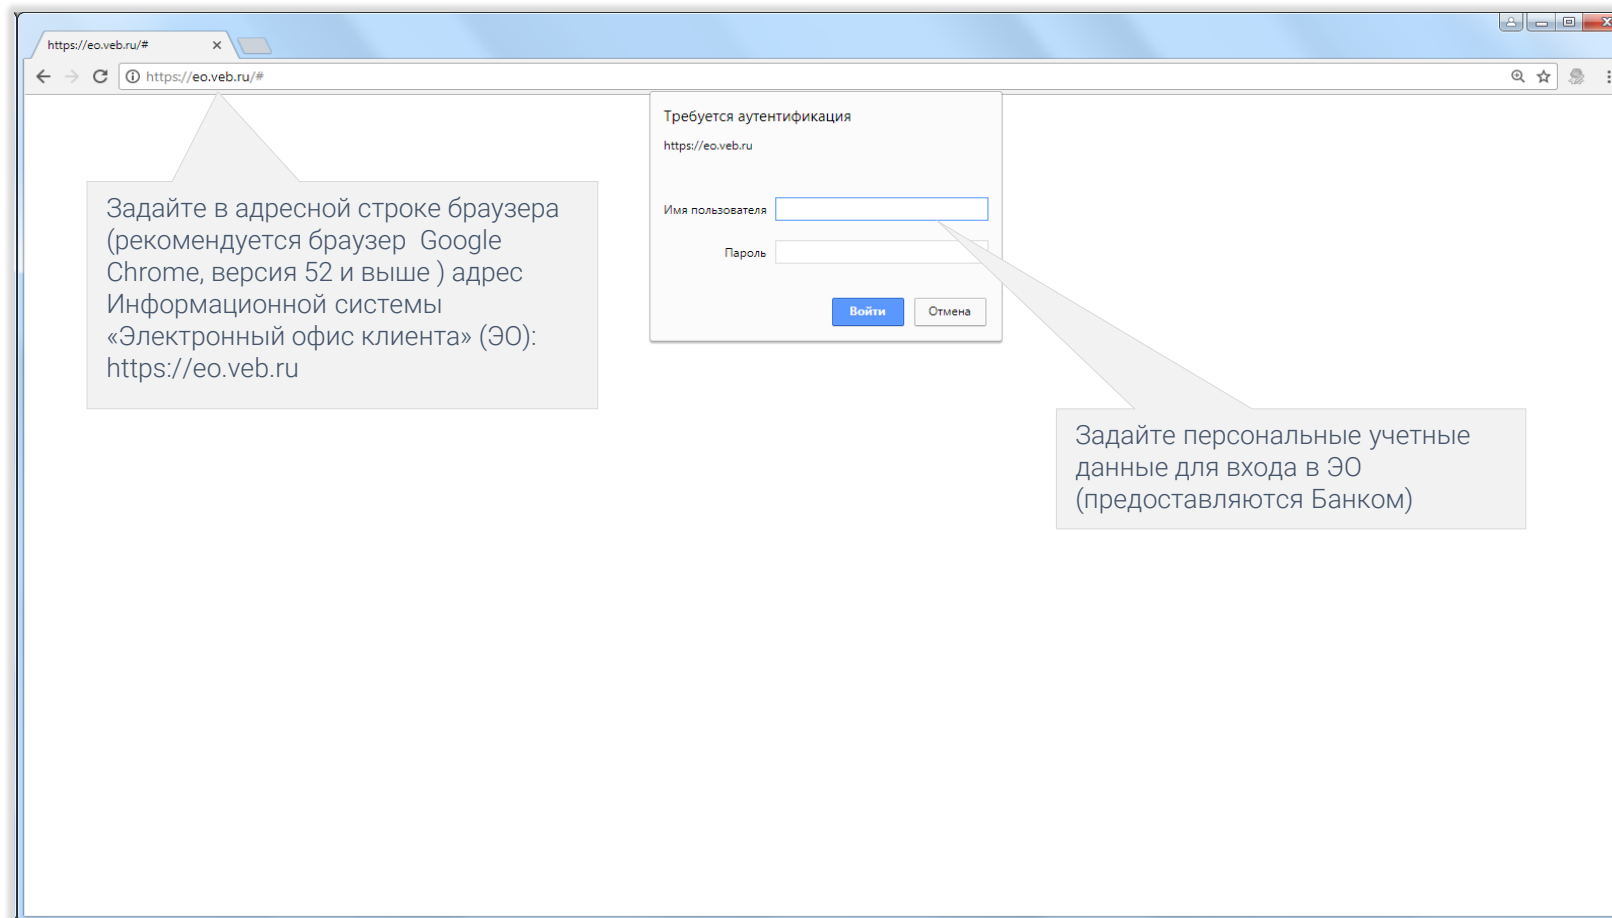 https://eo.veb.ru/#
https://eo.veb.ru/#
Требуется аутентификация
https://eo.veb.ru
Имя пользователя
Пароль
Войти
Отмена
Задайте в адресной строке браузера
(рекомендуется браузер  Google
Chrome, версия 52 и выше ) адрес
Информационной системы
«Электронный офис клиента» (ЭО):
https://eo.veb.ru
Задайте персональные учетные
данные для входа в ЭО
(предоставляются Банком)